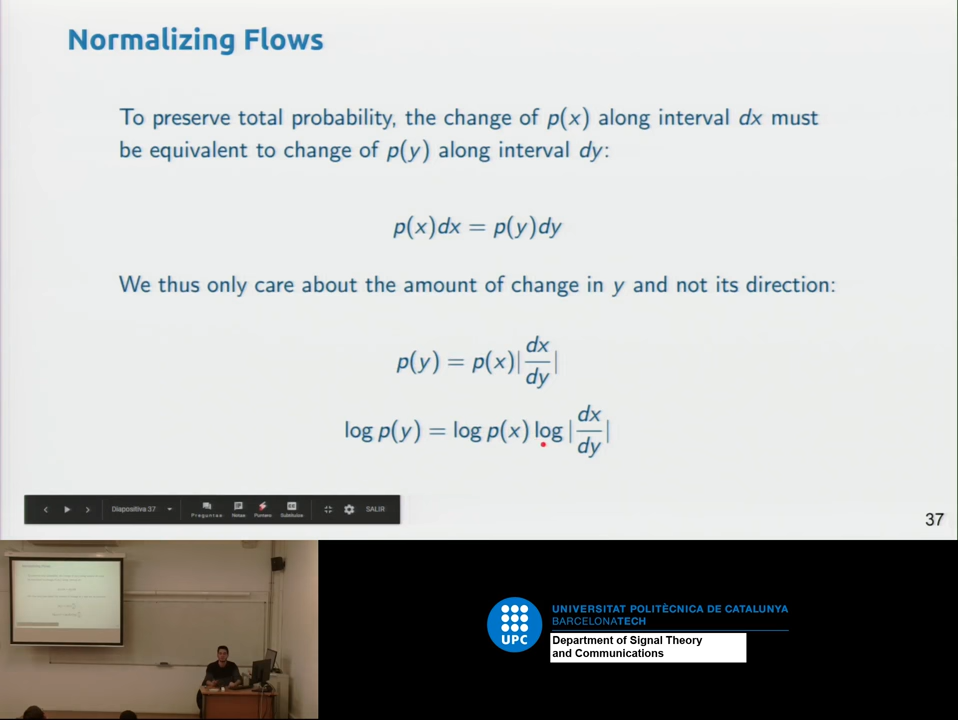 Normalizing Flows
To preserve total probability, the change of p(x) along interval dx must
be equivalent to change of p(y) along interval dy:
p(x)dx = p(y)dy
We thus only care about the amount of change in y and not its direction:
p(y) = p(x)|dx/dy|
log p(y) = log p(x) log |dx/dy|
Diapositiva 37
Preguntas Notas Puntero Subtítulos SALIR
37
UPC
UNIVERSITAT POLITÈCNICA DE CATALUNYA
BARCELONATECH
Department of Signal Theory
and Communications